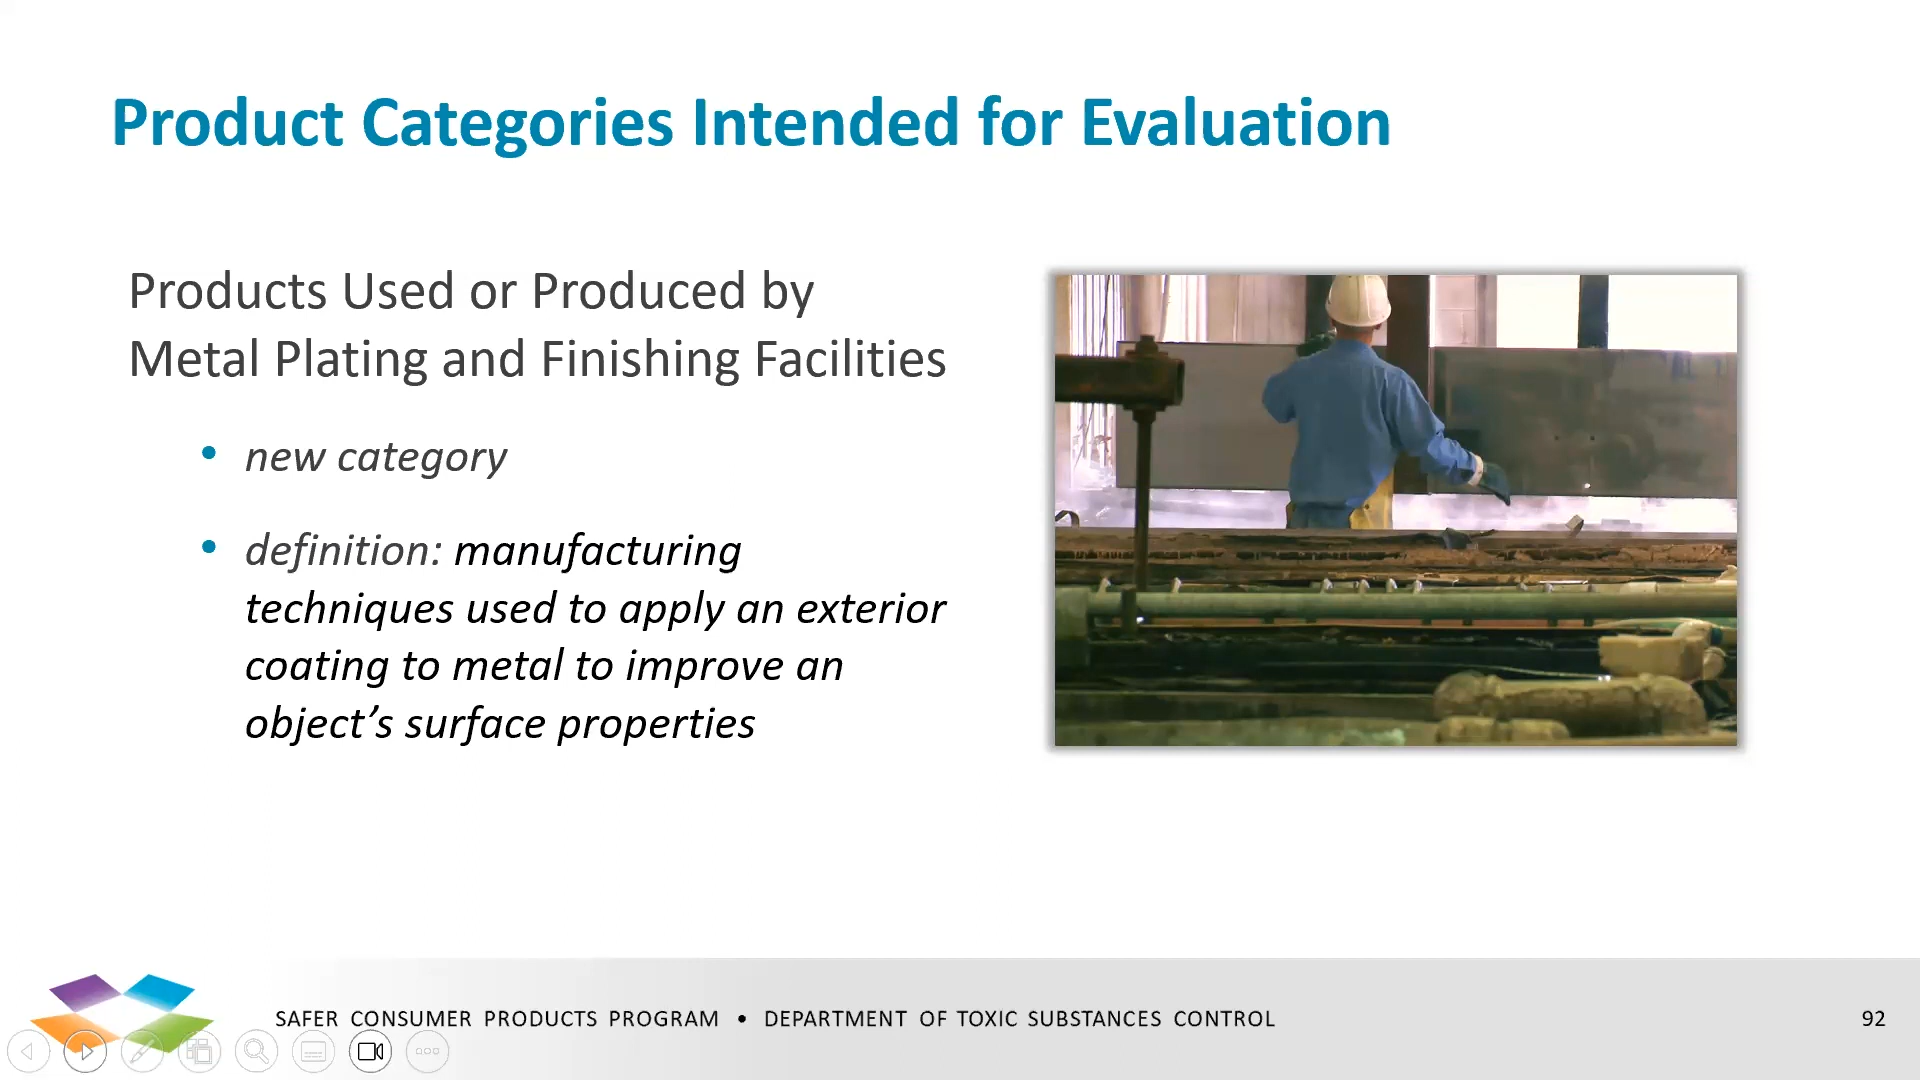 Product Categories Intended for Evaluation
Products Used or Produced by
Metal Plating and Finishing Facilities
• new category
• definition: manufacturing
techniques used to apply an exterior
coating to metal to improve an
object’s surface properties
SAFER CONSUMER PRODUCTS PROGRAM • DEPARTMENT OF TOXIC SUBSTANCES CONTROL
92